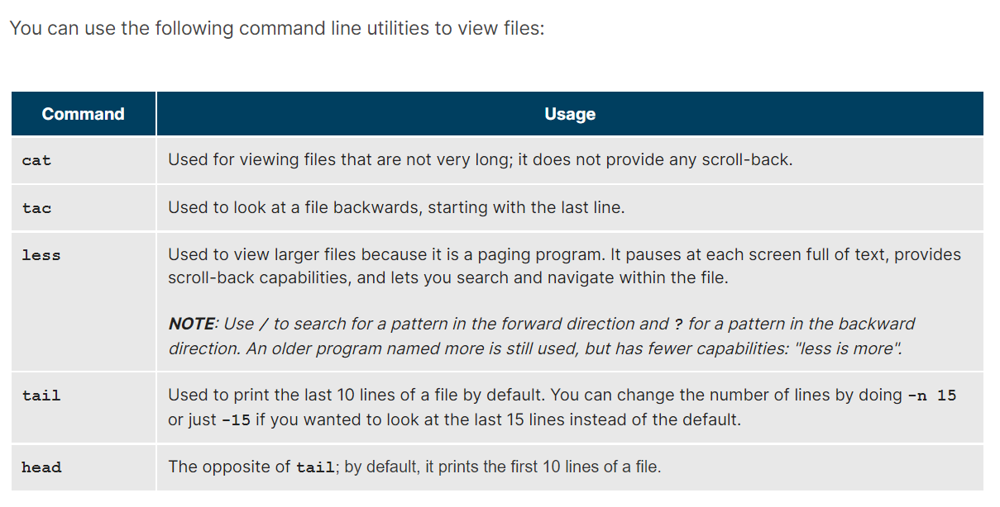 You can use the following command line utilities to view files:
Command Usage
cat Used for viewing files that are not very long; it does not provide any scroll-back.
tac Used to look at a file backwards, starting with the last line.
less Used to view larger files because it is a paging program. It pauses at each screen full of text, provides
scroll-back capabilities, and lets you search and navigate within the file.
NOTE: Use / to search for a pattern in the forward direction and ? for a pattern in the backward
direction. An older program named more is still used, but has fewer capabilities: "less is more".
tail Used to print the last 10 lines of a file by default. You can change the number of lines by doing -n 15
or just -15 if you wanted to look at the last 15 lines instead of the default.
head The opposite of tail; by default, it prints the first 10 lines of a file.